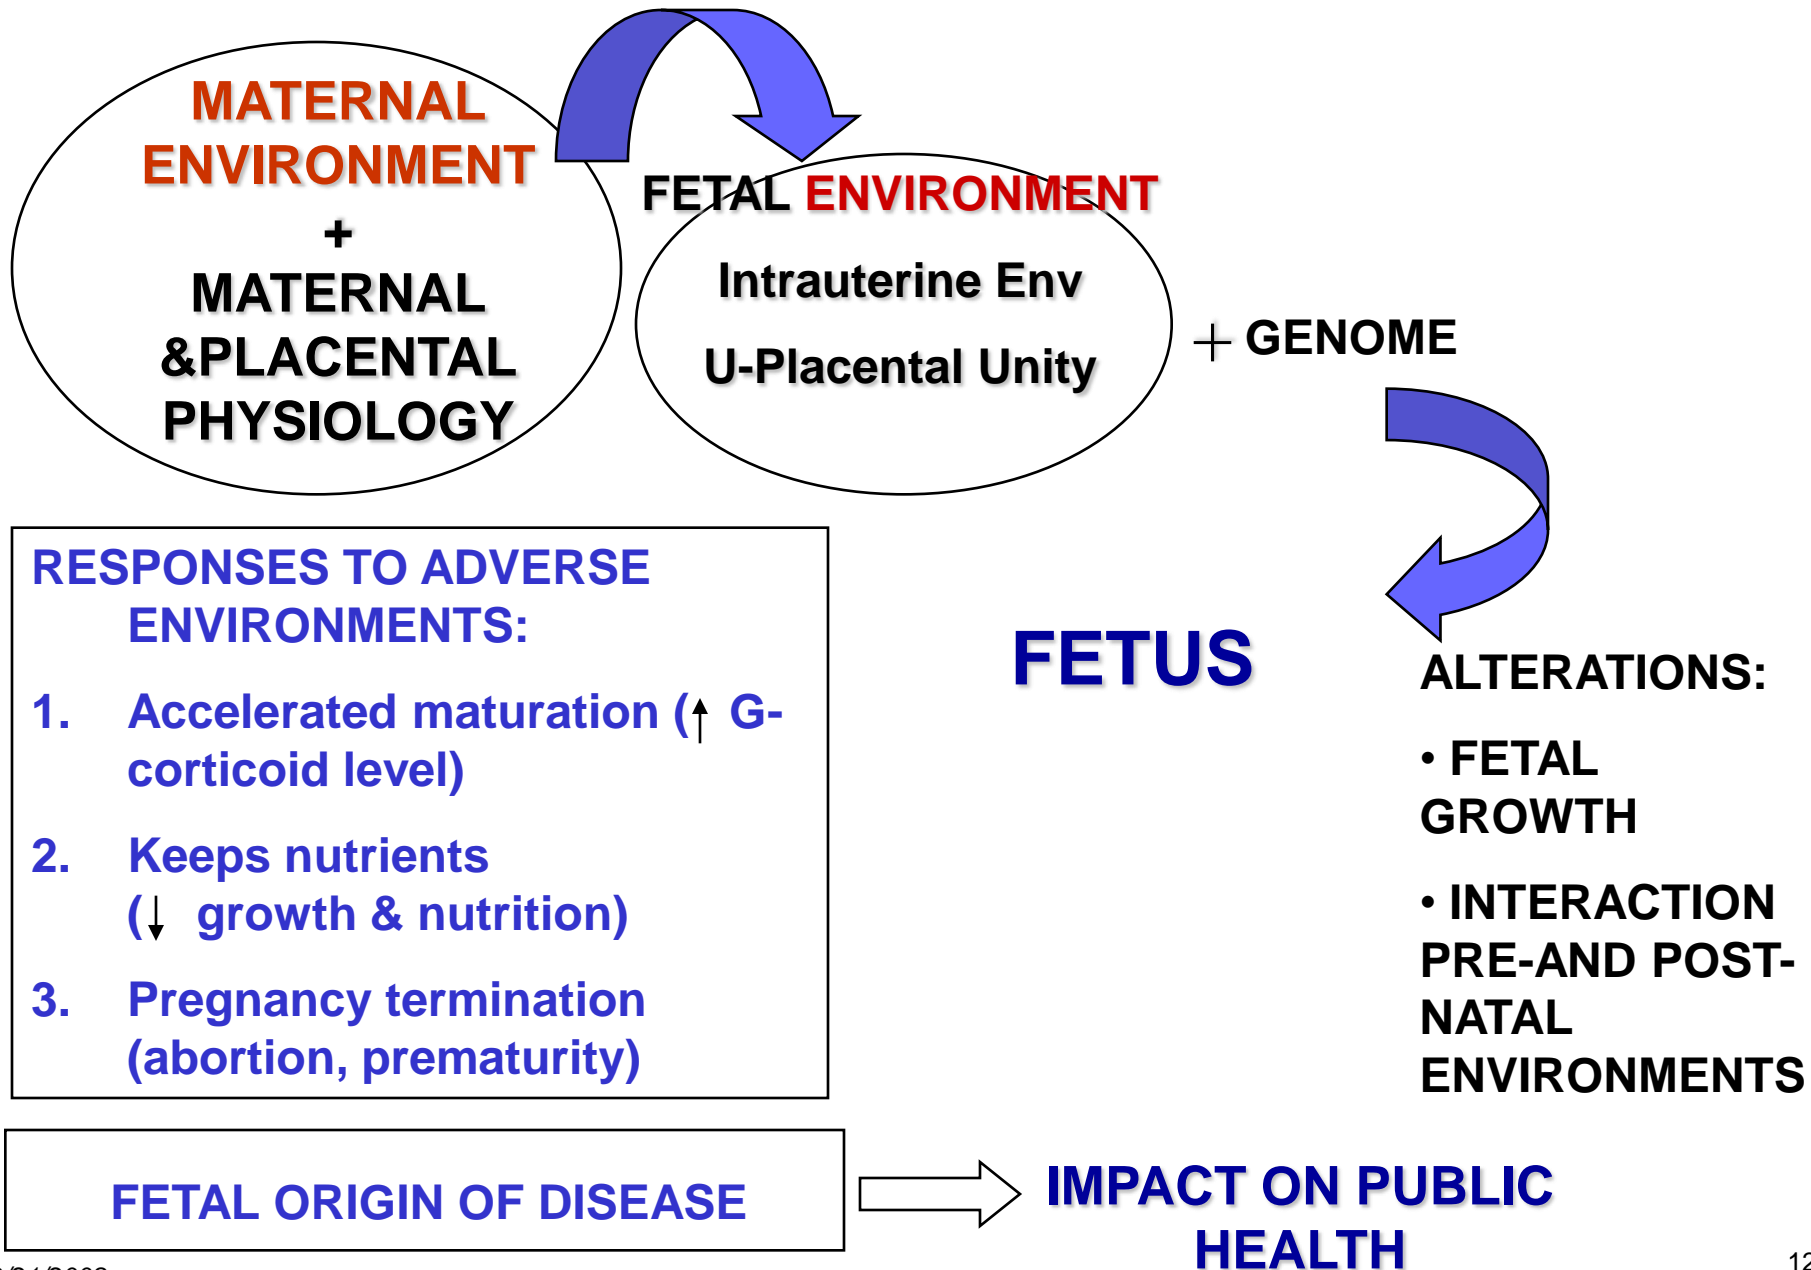 MATERNAL
ENVIRONMENT
+
MATERNAL
&PLACENTAL
PHYSIOLOGY
FETAL ENVIRONMENT
Intrauterine Env
U-Placental Unity
+ GENOME
RESPONSES TO ADVERSE
ENVIRONMENTS:
1. Accelerated maturation (↑ G-
corticoid level)
2. Keeps nutrients
(↓ growth & nutrition)
3. Pregnancy termination
(abortion, prematurity)
FETUS
ALTERATIONS:
• FETAL
GROWTH
• INTERACTION
PRE-AND POST-
NATAL
ENVIRONMENTS
FETAL ORIGIN OF DISEASE
IMPACT ON PUBLIC
HEALTH
12